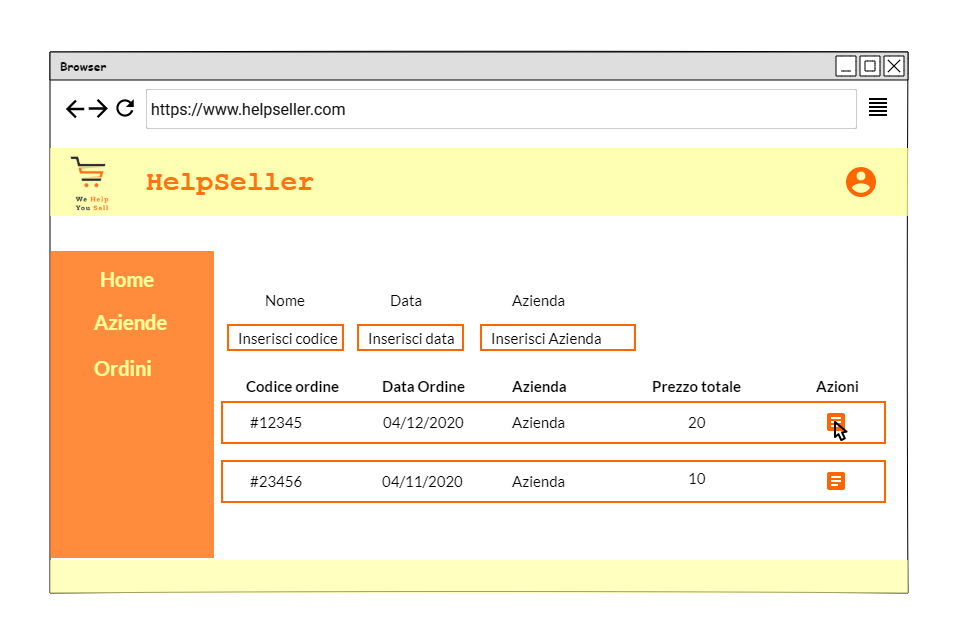 Browser
https://www.helpseller.com
We Help
You Sell
HelpSeller
Home
Aziende
Ordini
Nome Data Azienda
Inserisci codice Inserisci data Inserisci Azienda
Codice ordine Data Ordine Azienda Prezzo totale Azioni
#12345 04/12/2020 Azienda 20
#23456 04/11/2020 Azienda 10